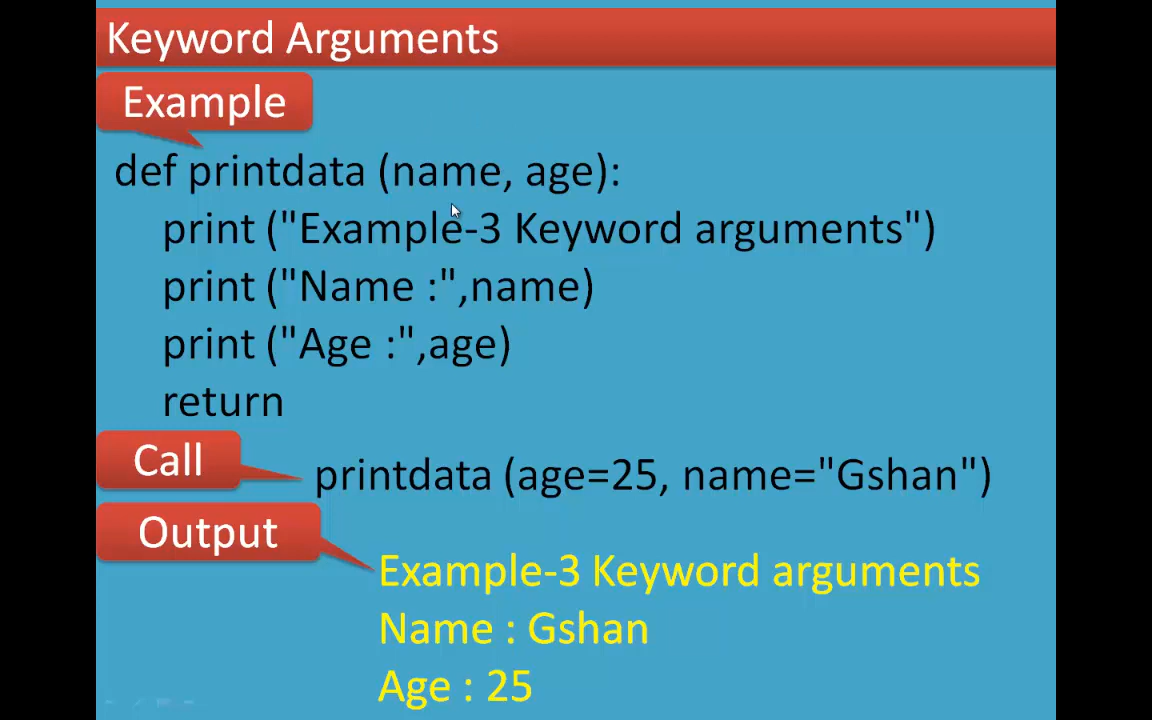 Keyword Arguments
Example
def printdata (name, age):
print ("Example-3 Keyword arguments")
print ("Name :",name)
print ("Age :",age)
return
Call
printdata (age=25, name="Gshan")
Output
Example-3 Keyword arguments
Name : Gshan
Age : 25